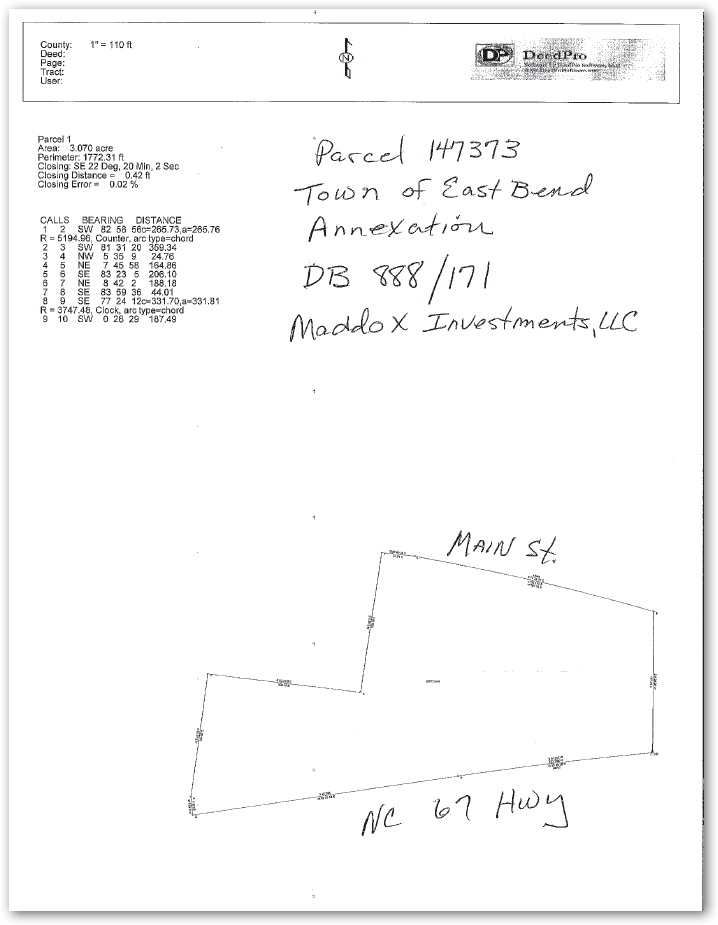 County: 1" = 110 ft
Deed:
Page:
Tract:
User:
N
DP DeedPro
Parcel 1
Area: 3.070 acre
Perimeter: 1772.31 ft
Closing: SE 22 Deg, 20 Min, 2 Sec
Closing Distance = 0.42 ft
Closing Error = 0.02 %
CALLS BEARING DISTANCE
1 2 SW 82 58 56c=265.73,a=265.76
R = 5194.96, Counter, arc type=chord
2 3 SW 81 31 20 359.34
3 4 NW 5 35 9 24.76
4 5 NE 7 45 58 164.86
5 6 SE 83 23 5 206.10
6 7 NE 8 42 2 188.18
7 8 SE 83 59 36 44.01
8 9 SE 77 24 12c=331.70,a=331.81
R = 3747.48, Clock, arc type=chord
9 10 SW 0 28 29 187.49
Parcel 147373
Town of East Bend
Annexation
DB 888/171
Maddox Investments, LLC
MAIN St.
NC 67 Hwy